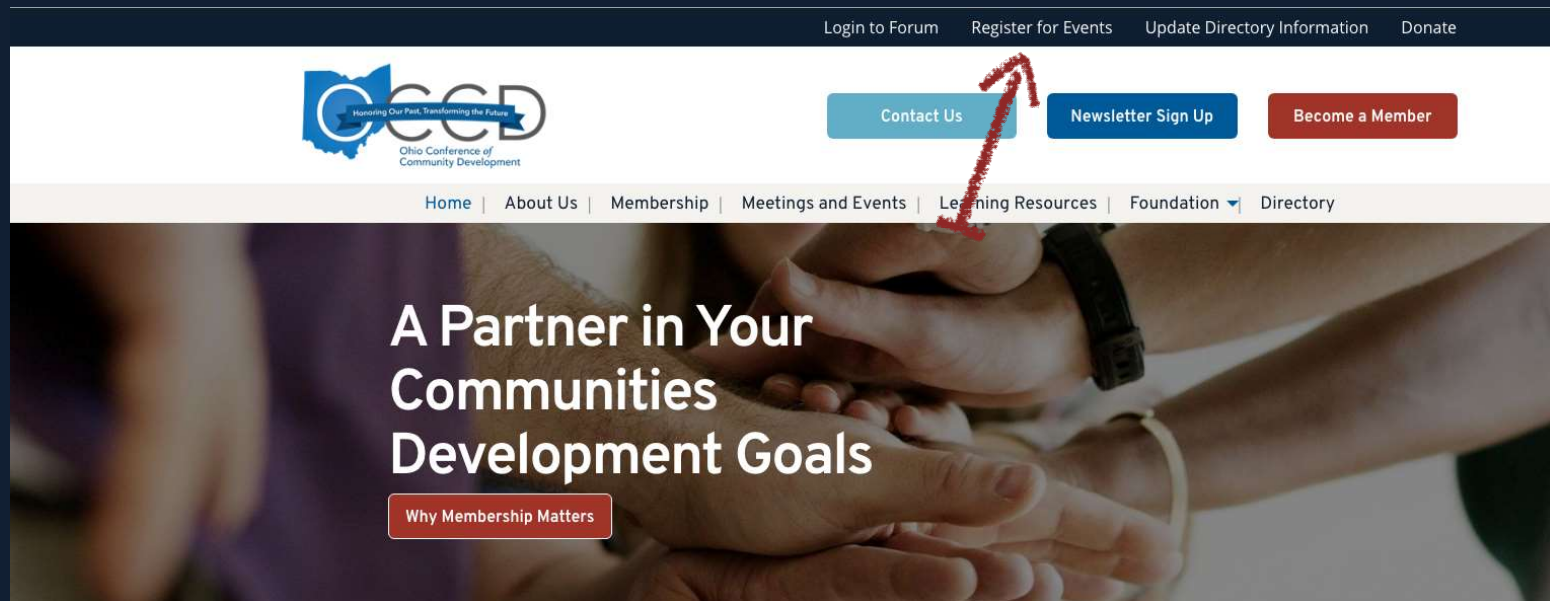 Login to Forum Register for Events Update Directory Information Donate
OCCD
Honoring Our Past, Transforming the Future
Ohio Conference of
Community Development
Contact Us Newsletter Sign Up Become a Member
Home | About Us | Membership | Meetings and Events | Learning Resources | Foundation | Directory
A Partner in Your
Communities
Development Goals
Why Membership Matters